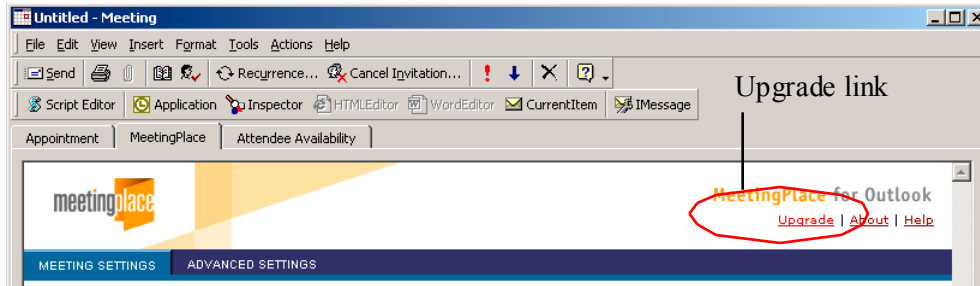 Untitled - Meeting
File Edit View Insert Format Tools Actions Help
Send Recurrence... Cancel Invitation...
Script Editor Application Inspector HTMLEditor WordEditor CurrentItem IMessage
Upgrade link
Appointment MeetingPlace Attendee Availability
meetingplace
MeetingPlace for Outlook
Upgrade | About | Help
MEETING SETTINGS ADVANCED SETTINGS